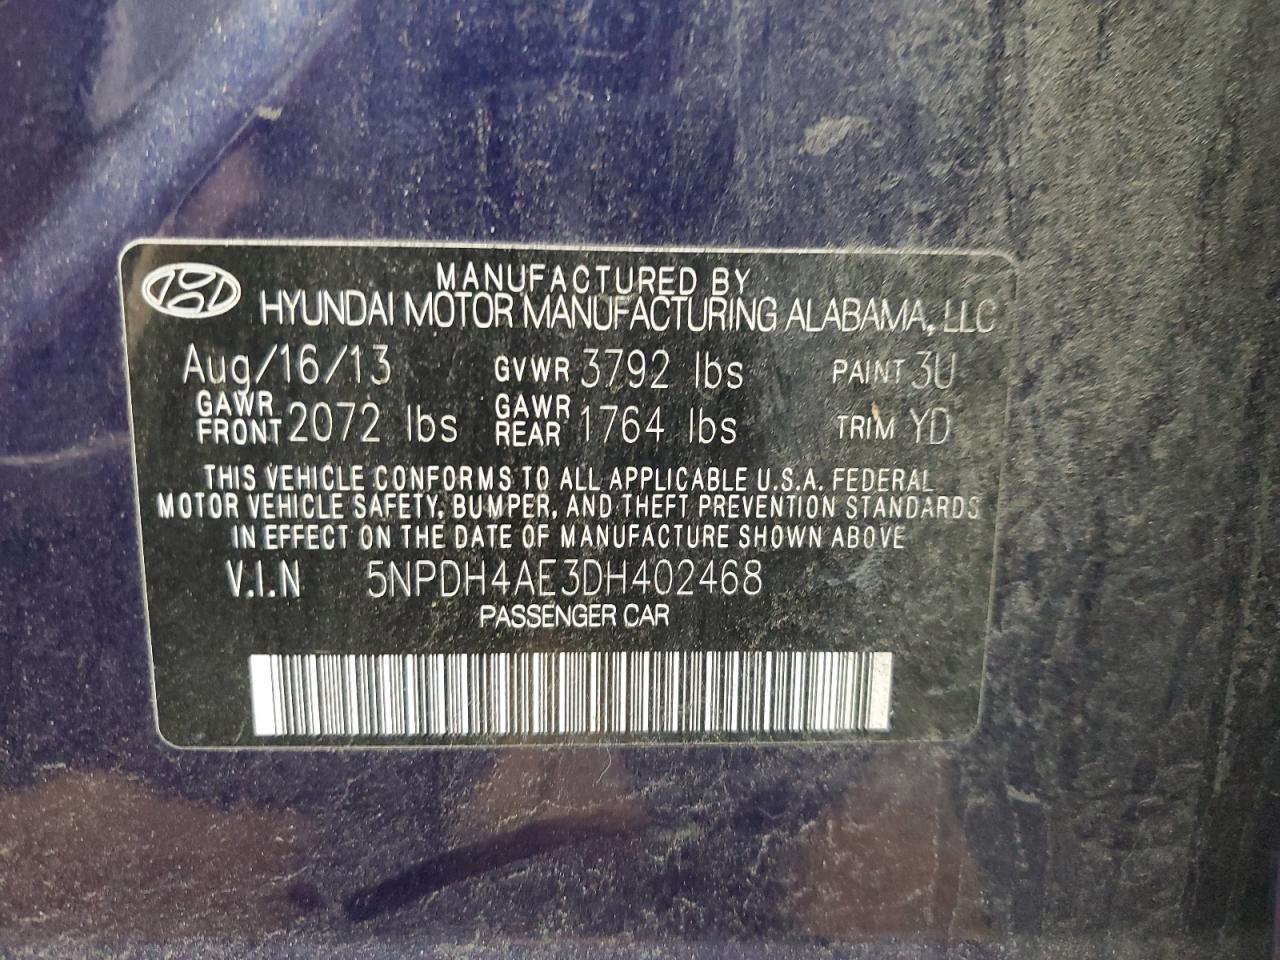 MANUFACTURED BY
HYUNDAI MOTOR MANUFACTURING ALABAMA, LLC
Aug/16/13 GVWR 3792 lbs PAINT 3U
GAWR FRONT 2072 lbs GAWR REAR 1764 lbs TRIM YD
THIS VEHICLE CONFORMS TO ALL APPLICABLE U.S.A. FEDERAL
MOTOR VEHICLE SAFETY, BUMPER, AND THEFT PREVENTION STANDARDS
IN EFFECT ON THE DATE OF MANUFACTURE SHOWN ABOVE
V.I.N 5NPDH4AE3DH402468
PASSENGER CAR